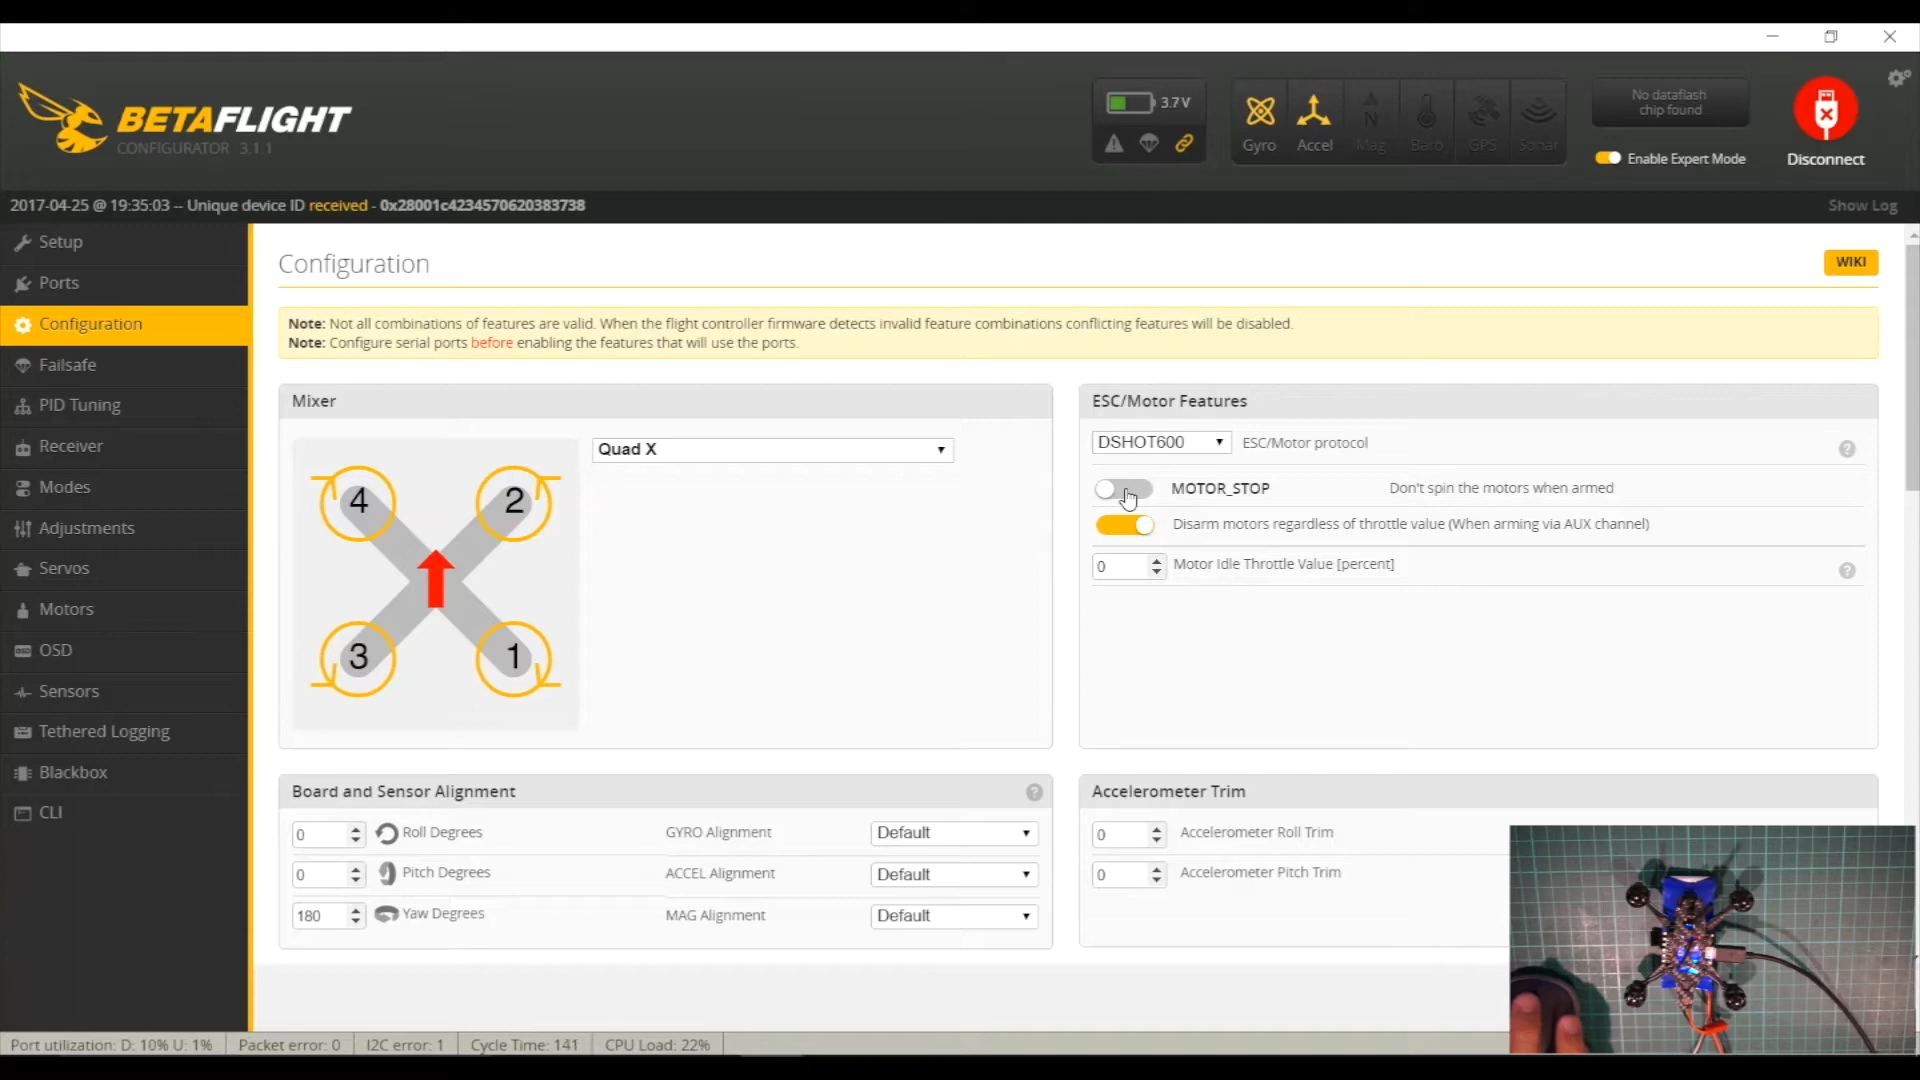 BETAFLIGHT
CONFIGURATOR 3.1.1
3.7 V
Gyro Accel Mag Baro GPS Sonar
No dataflash
chip found
Enable Expert Mode
Disconnect
2017-04-25 @ 19:35:03 -- Unique device ID received - 0x28001c4234570620383738
Show Log
Setup
Ports
Configuration
Failsafe
PID Tuning
Receiver
Modes
Adjustments
Servos
Motors
OSD
Sensors
Tethered Logging
Blackbox
CLI
Configuration
WIKI
Note: Not all combinations of features are valid. When the flight controller firmware detects invalid feature combinations conflicting features will be disabled.
Note: Configure serial ports before enabling the features that will use the ports.
Mixer
4 2
3 1
Quad X
ESC/Motor Features
DSHOT600 ESC/Motor protocol
MOTOR_STOP Don't spin the motors when armed
Disarm motors regardless of throttle value (When arming via AUX channel)
0 Motor Idle Throttle Value [percent]
Board and Sensor Alignment
0 Roll Degrees GYRO Alignment Default
0 Pitch Degrees ACCEL Alignment Default
180 Yaw Degrees MAG Alignment Default
Accelerometer Trim
0 Accelerometer Roll Trim
0 Accelerometer Pitch Trim
Port utilization: D: 10% U: 1% Packet error: 0 I2C error: 1 Cycle Time: 141 CPU Load: 22%